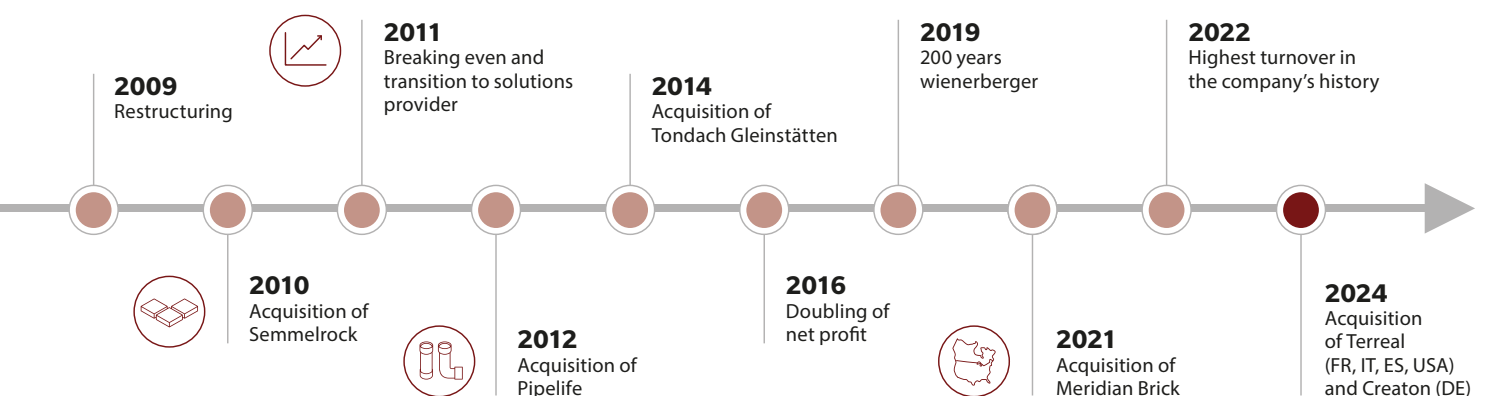 2009
Restructuring
2010
Acquisition of
Semmelrock
2011
Breaking even and
transition to solutions
provider
2012
Acquisition of
Pipelife
2014
Acquisition of
Tondach Gleinstätten
2016
Doubling of
net profit
2019
200 years
wienerberger
2021
Acquisition of
Meridian Brick
2022
Highest turnover in
the company’s history
2024
Acquisition
of Terreal
(FR, IT, ES, USA)
and Creaton (DE)